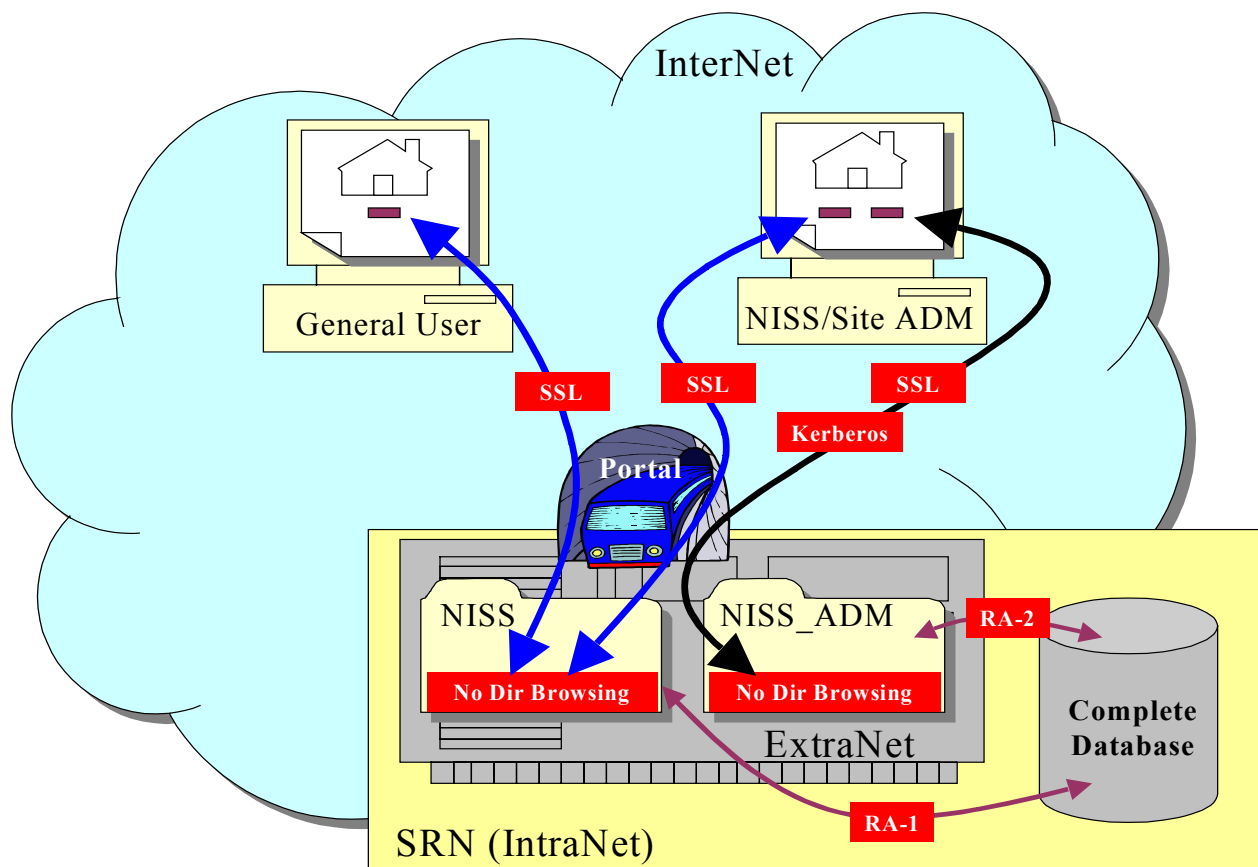 InterNet
General User
NISS/Site ADM
SSL
SSL
SSL
Kerberos
Portal
NISS
NISS_ADM
RA-2
No Dir Browsing
No Dir Browsing
Complete
Database
ExtraNet
RA-1
SRN (IntraNet)